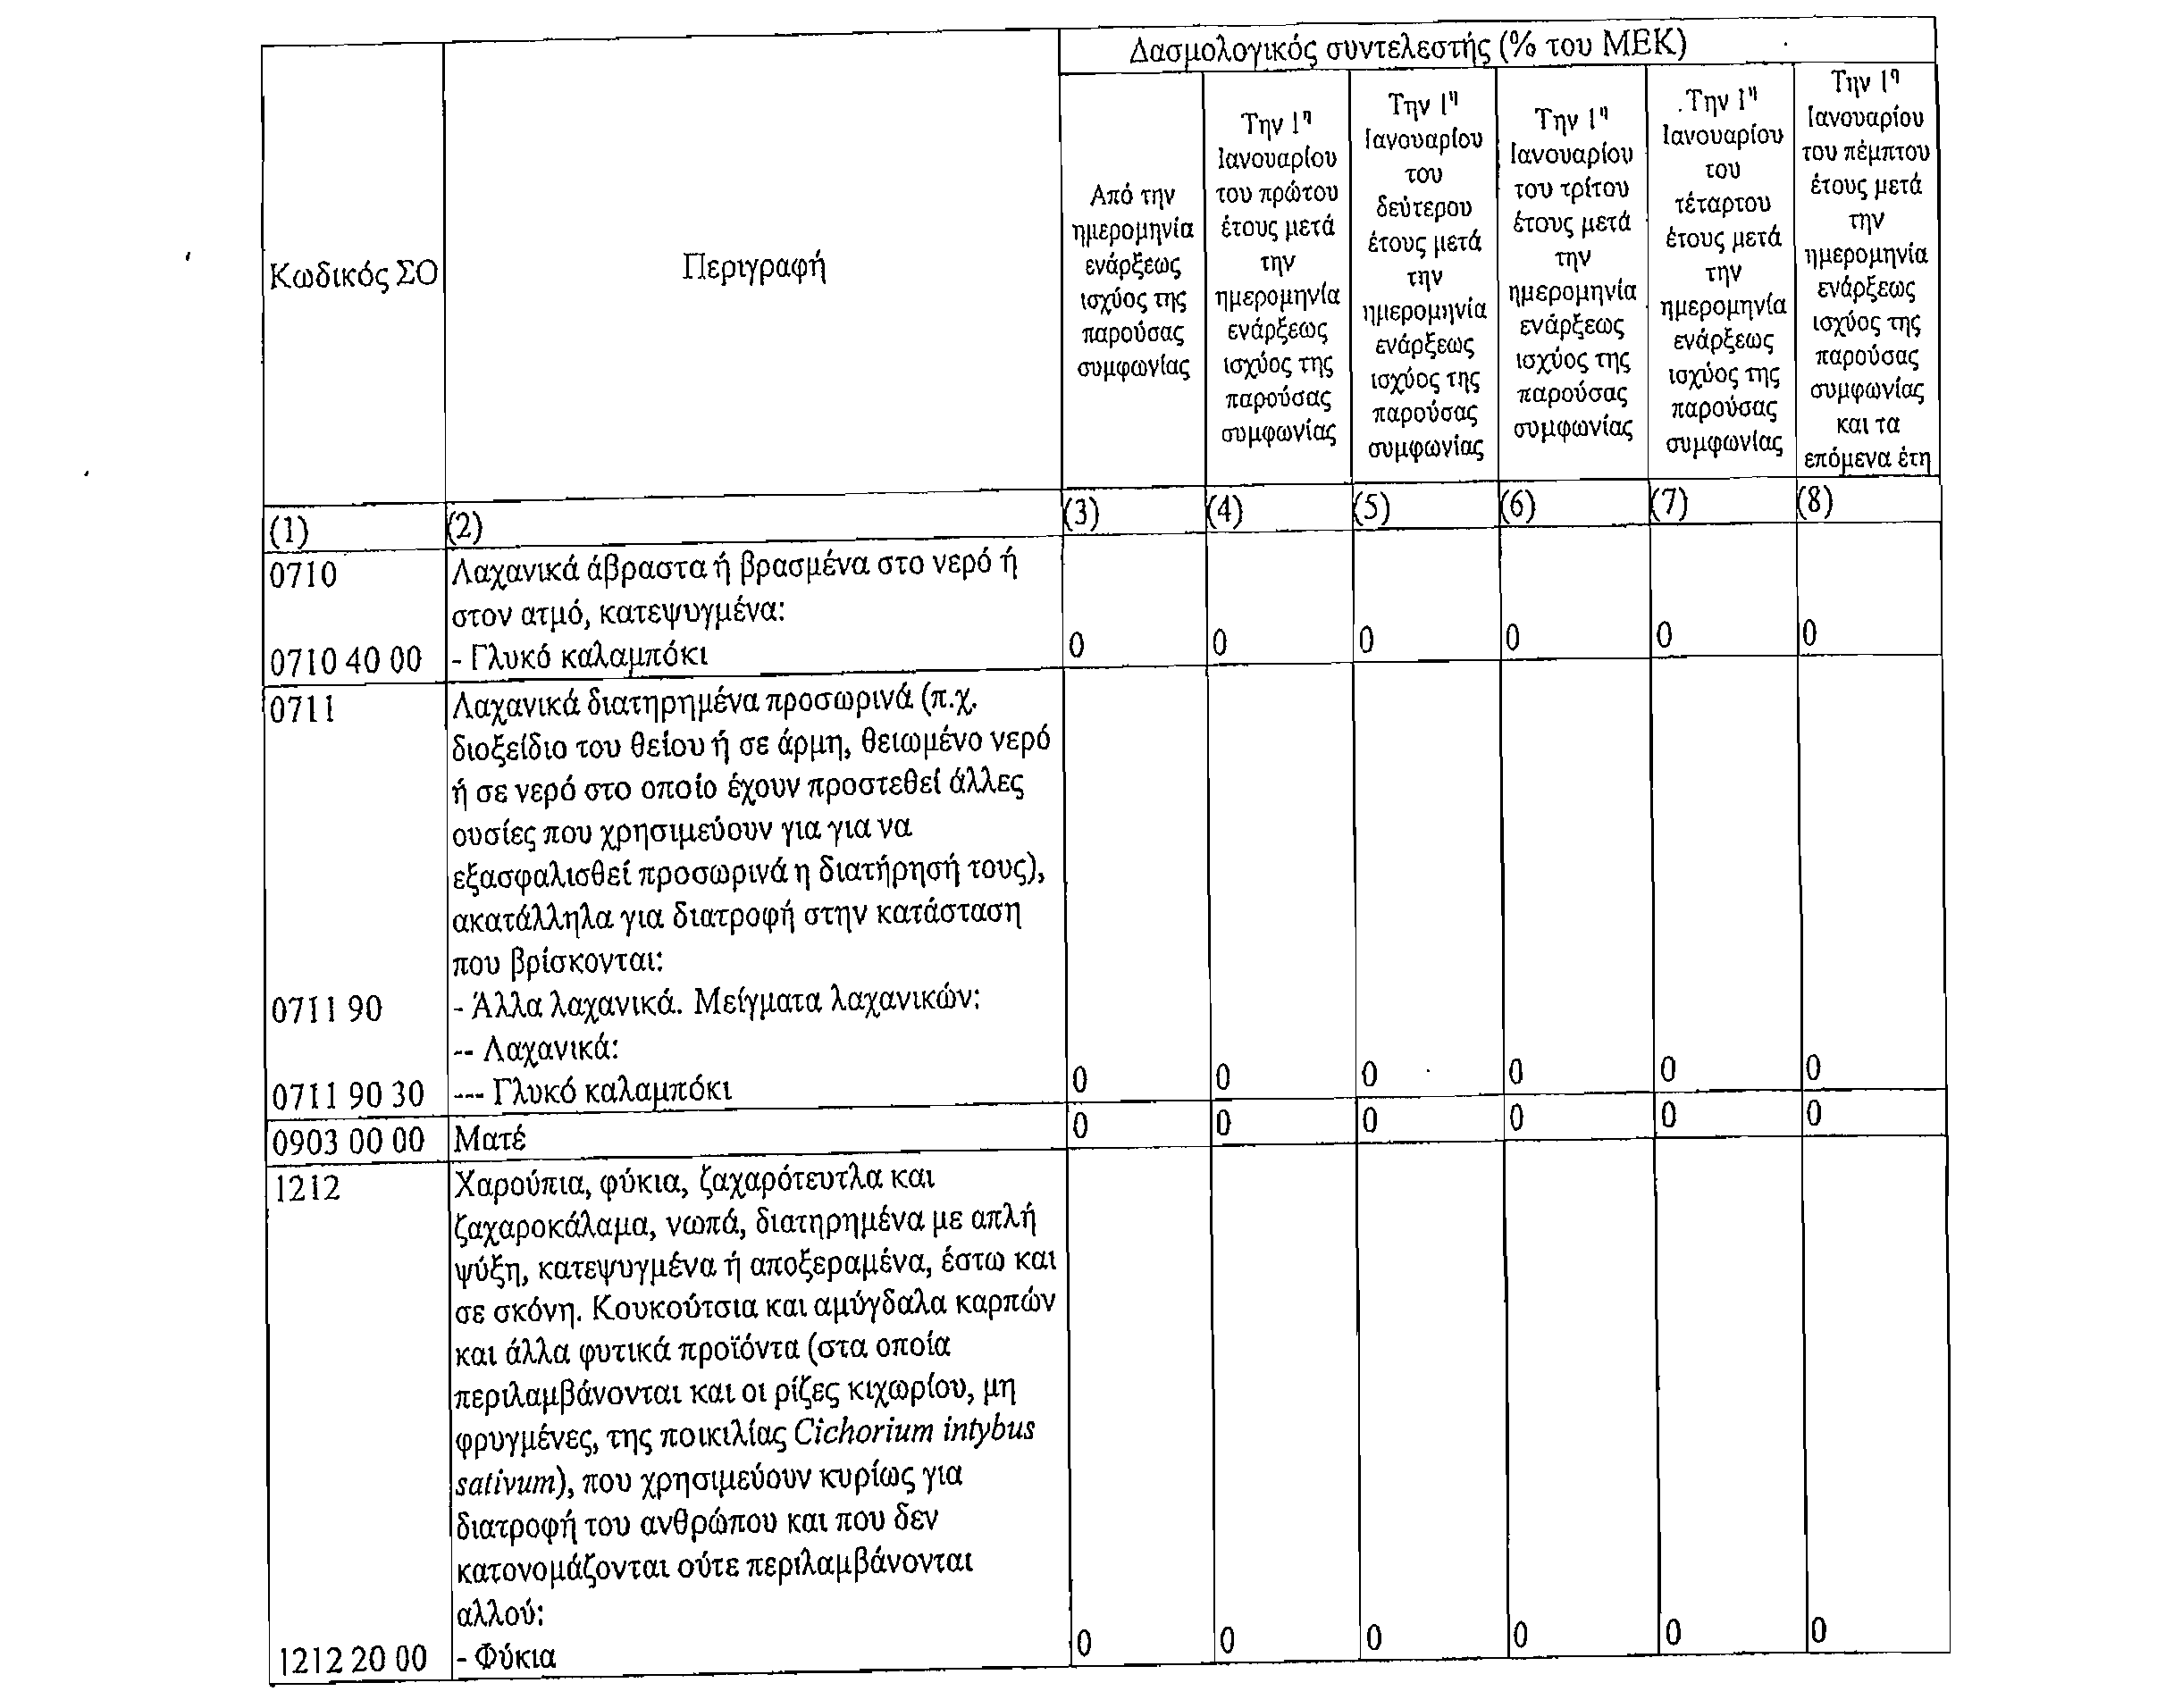 Δασμολογικός συντελεστής (% του ΜΕΚ)
Κωδικός ΣΟ
Περιγραφή
Από την
ημερομηνία
ενάρξεως
ισχύος της
παρούσας
συμφωνίας
Την 1η
Ιανουαρίου
του πρώτου
έτους μετά
την
ημερομηνία
ενάρξεως
ισχύος της
παρούσας
συμφωνίας
Την 1η
Ιανουαρίου
του
δεύτερου
έτους μετά
την
ημερομηνία
ενάρξεως
ισχύος της
παρούσας
συμφωνίας
Την 1η
Ιανουαρίου
του τρίτου
έτους μετά
την
ημερομηνία
ενάρξεως
ισχύος της
παρούσας
συμφωνίας
Την 1η
Ιανουαρίου
του
τέταρτου
έτους μετά
την
ημερομηνία
ενάρξεως
ισχύος της
παρούσας
συμφωνίας
Την 1η
Ιανουαρίου
του πέμπτου
έτους μετά
την
ημερομηνία
ενάρξεως
ισχύος της
παρούσας
συμφωνίας
και τα
επόμενα έτη
(1) (2) (3) (4) (5) (6) (7) (8)
0710 Λαχανικά άβραστα ή βρασμένα στο νερό ή
στον ατμό, κατεψυγμένα:
0710 40 00 - Γλυκό καλαμπόκι 0 0 0 0 0 0
0711 Λαχανικά διατηρημένα προσωρινά (π.χ.
διοξείδιο του θείου ή σε άρμη, θειωμένο νερό
ή σε νερό στο οποίο έχουν προστεθεί άλλες
ουσίες που χρησιμεύουν για για να
εξασφαλισθεί προσωρινά η διατήρησή τους),
ακατάλληλα για διατροφή στην κατάσταση
που βρίσκονται:
0711 90 - Άλλα λαχανικά. Μείγματα λαχανικών:
-- Λαχανικά:
0711 90 30 --- Γλυκό καλαμπόκι 0 0 0 0 0 0
0903 00 00 Ματέ 0 0 0 0 0 0
1212 Χαρούπια, φύκια, ζαχαρότευτλα και
ζαχαροκάλαμα, νωπά, διατηρημένα με απλή
ψύξη, κατεψυγμένα ή αποξεραμένα, έστω και
σε σκόνη. Κουκούτσια και αμύγδαλα καρπών
και άλλα φυτικά προϊόντα (στα οποία
περιλαμβάνονται και οι ρίζες κιχωρίου, μη
φρυγμένες, της ποικιλίας Cichorium intybus
sativum), που χρησιμεύουν κυρίως για
διατροφή του ανθρώπου και που δεν
κατονομάζονται ούτε περιλαμβάνονται
αλλού:
1212 20 00 - Φύκια 0 0 0 0 0 0